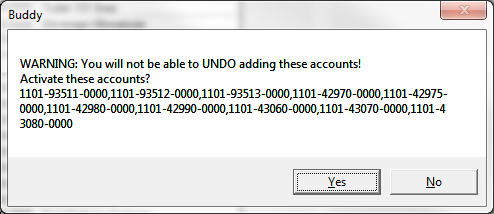 Buddy
WARNING: You will not be able to UNDO adding these accounts!
Activate these accounts?
1101-93511-0000,1101-93512-0000,1101-93513-0000,1101-42970-0000,1101-42975-
0000,1101-42980-0000,1101-42990-0000,1101-43060-0000,1101-43070-0000,1101-4
3080-0000
Yes No